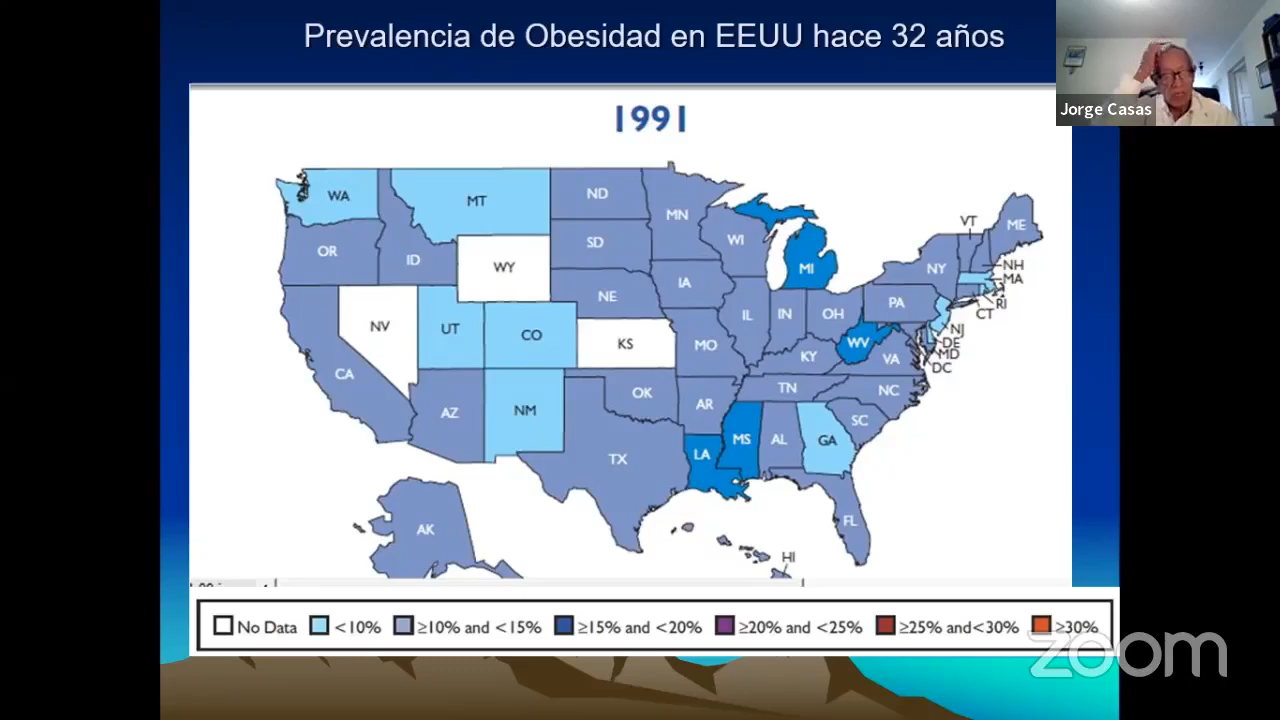 Prevalencia de Obesidad en EEUU hace 32 años
Jorge Casas
1991
WA
MT
ND
MN
VT
ME
OR
ID
SD
WI
MI
NY
NH
MA
WY
NE
IA
PA
RI
CT
NV
UT
CO
KS
MO
IL
IN
OH
WV
VA
NJ
DE
MD
DC
CA
KY
AZ
NM
OK
AR
TN
NC
SC
TX
LA
MS
AL
GA
FL
AK
HI
No Data
<10%
≥10% and <15%
≥15% and <20%
≥20% and <25%
≥25% and<30%
≥30%
zoom